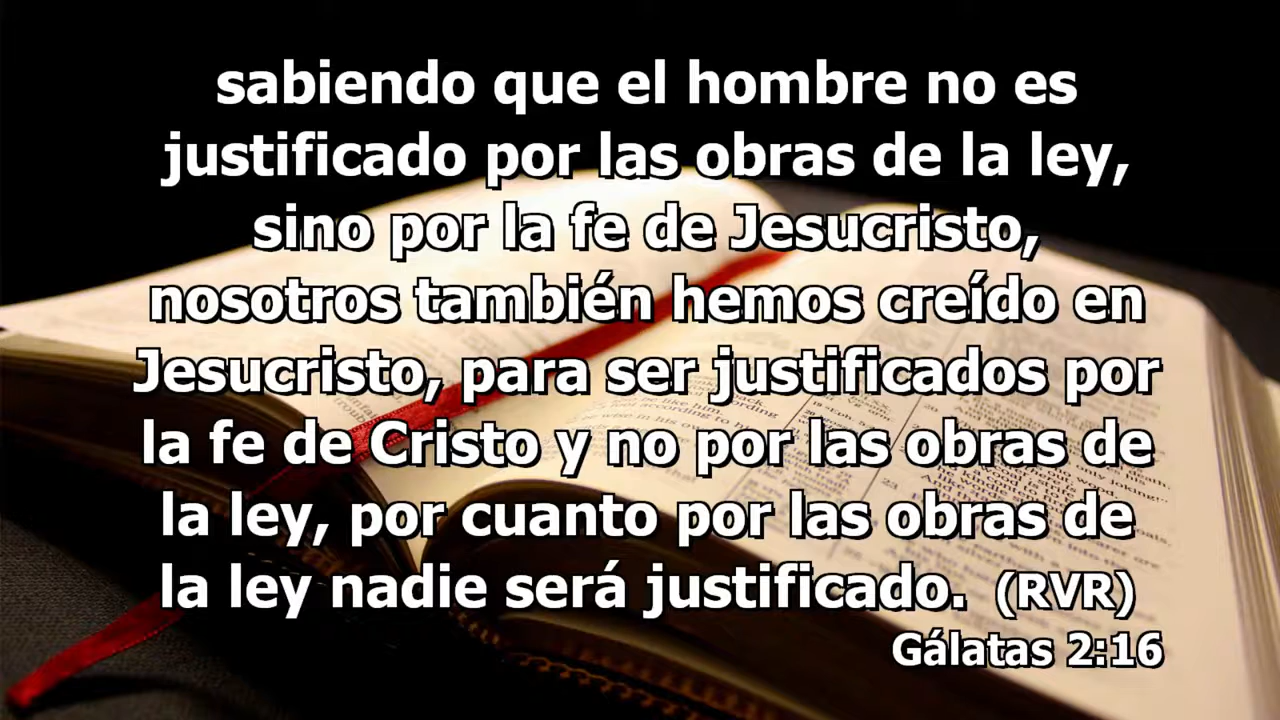 sabiendo que el hombre no es
justificado por las obras de la ley,
sino por la fe de Jesucristo,
nosotros también hemos creído en
Jesucristo, para ser justificados por
la fe de Cristo y no por las obras de
la ley, por cuanto por las obras de
la ley nadie será justificado. (RVR)
Gálatas 2:16